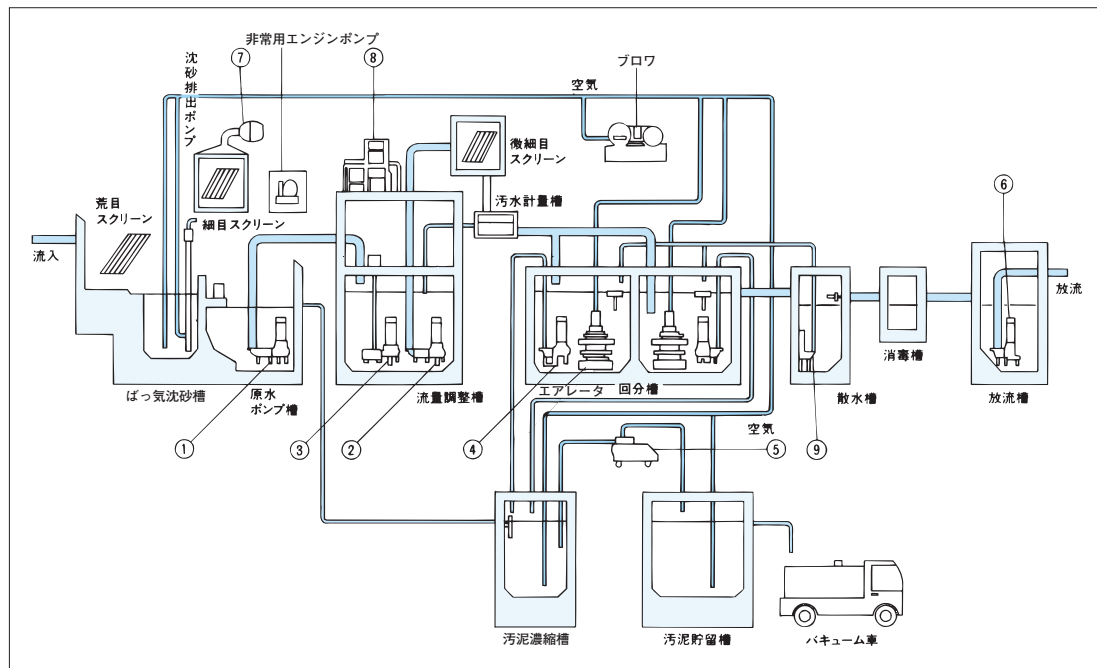 非常用エンジンポンプ
⑦
⑧
沈砂排出ポンプ
空気
ブロワ
微細目
スクリーン
汚水計量槽
荒目
スクリーン
細目スクリーン
流入
⑥
放流
ばっ気沈砂槽
原水
ポンプ槽
流量調整槽
エアレータ
回分槽
散水槽
消毒槽
放流槽
①
③
②
④
空気
⑤
⑨
汚泥濃縮槽
汚泥貯留槽
バキューム車